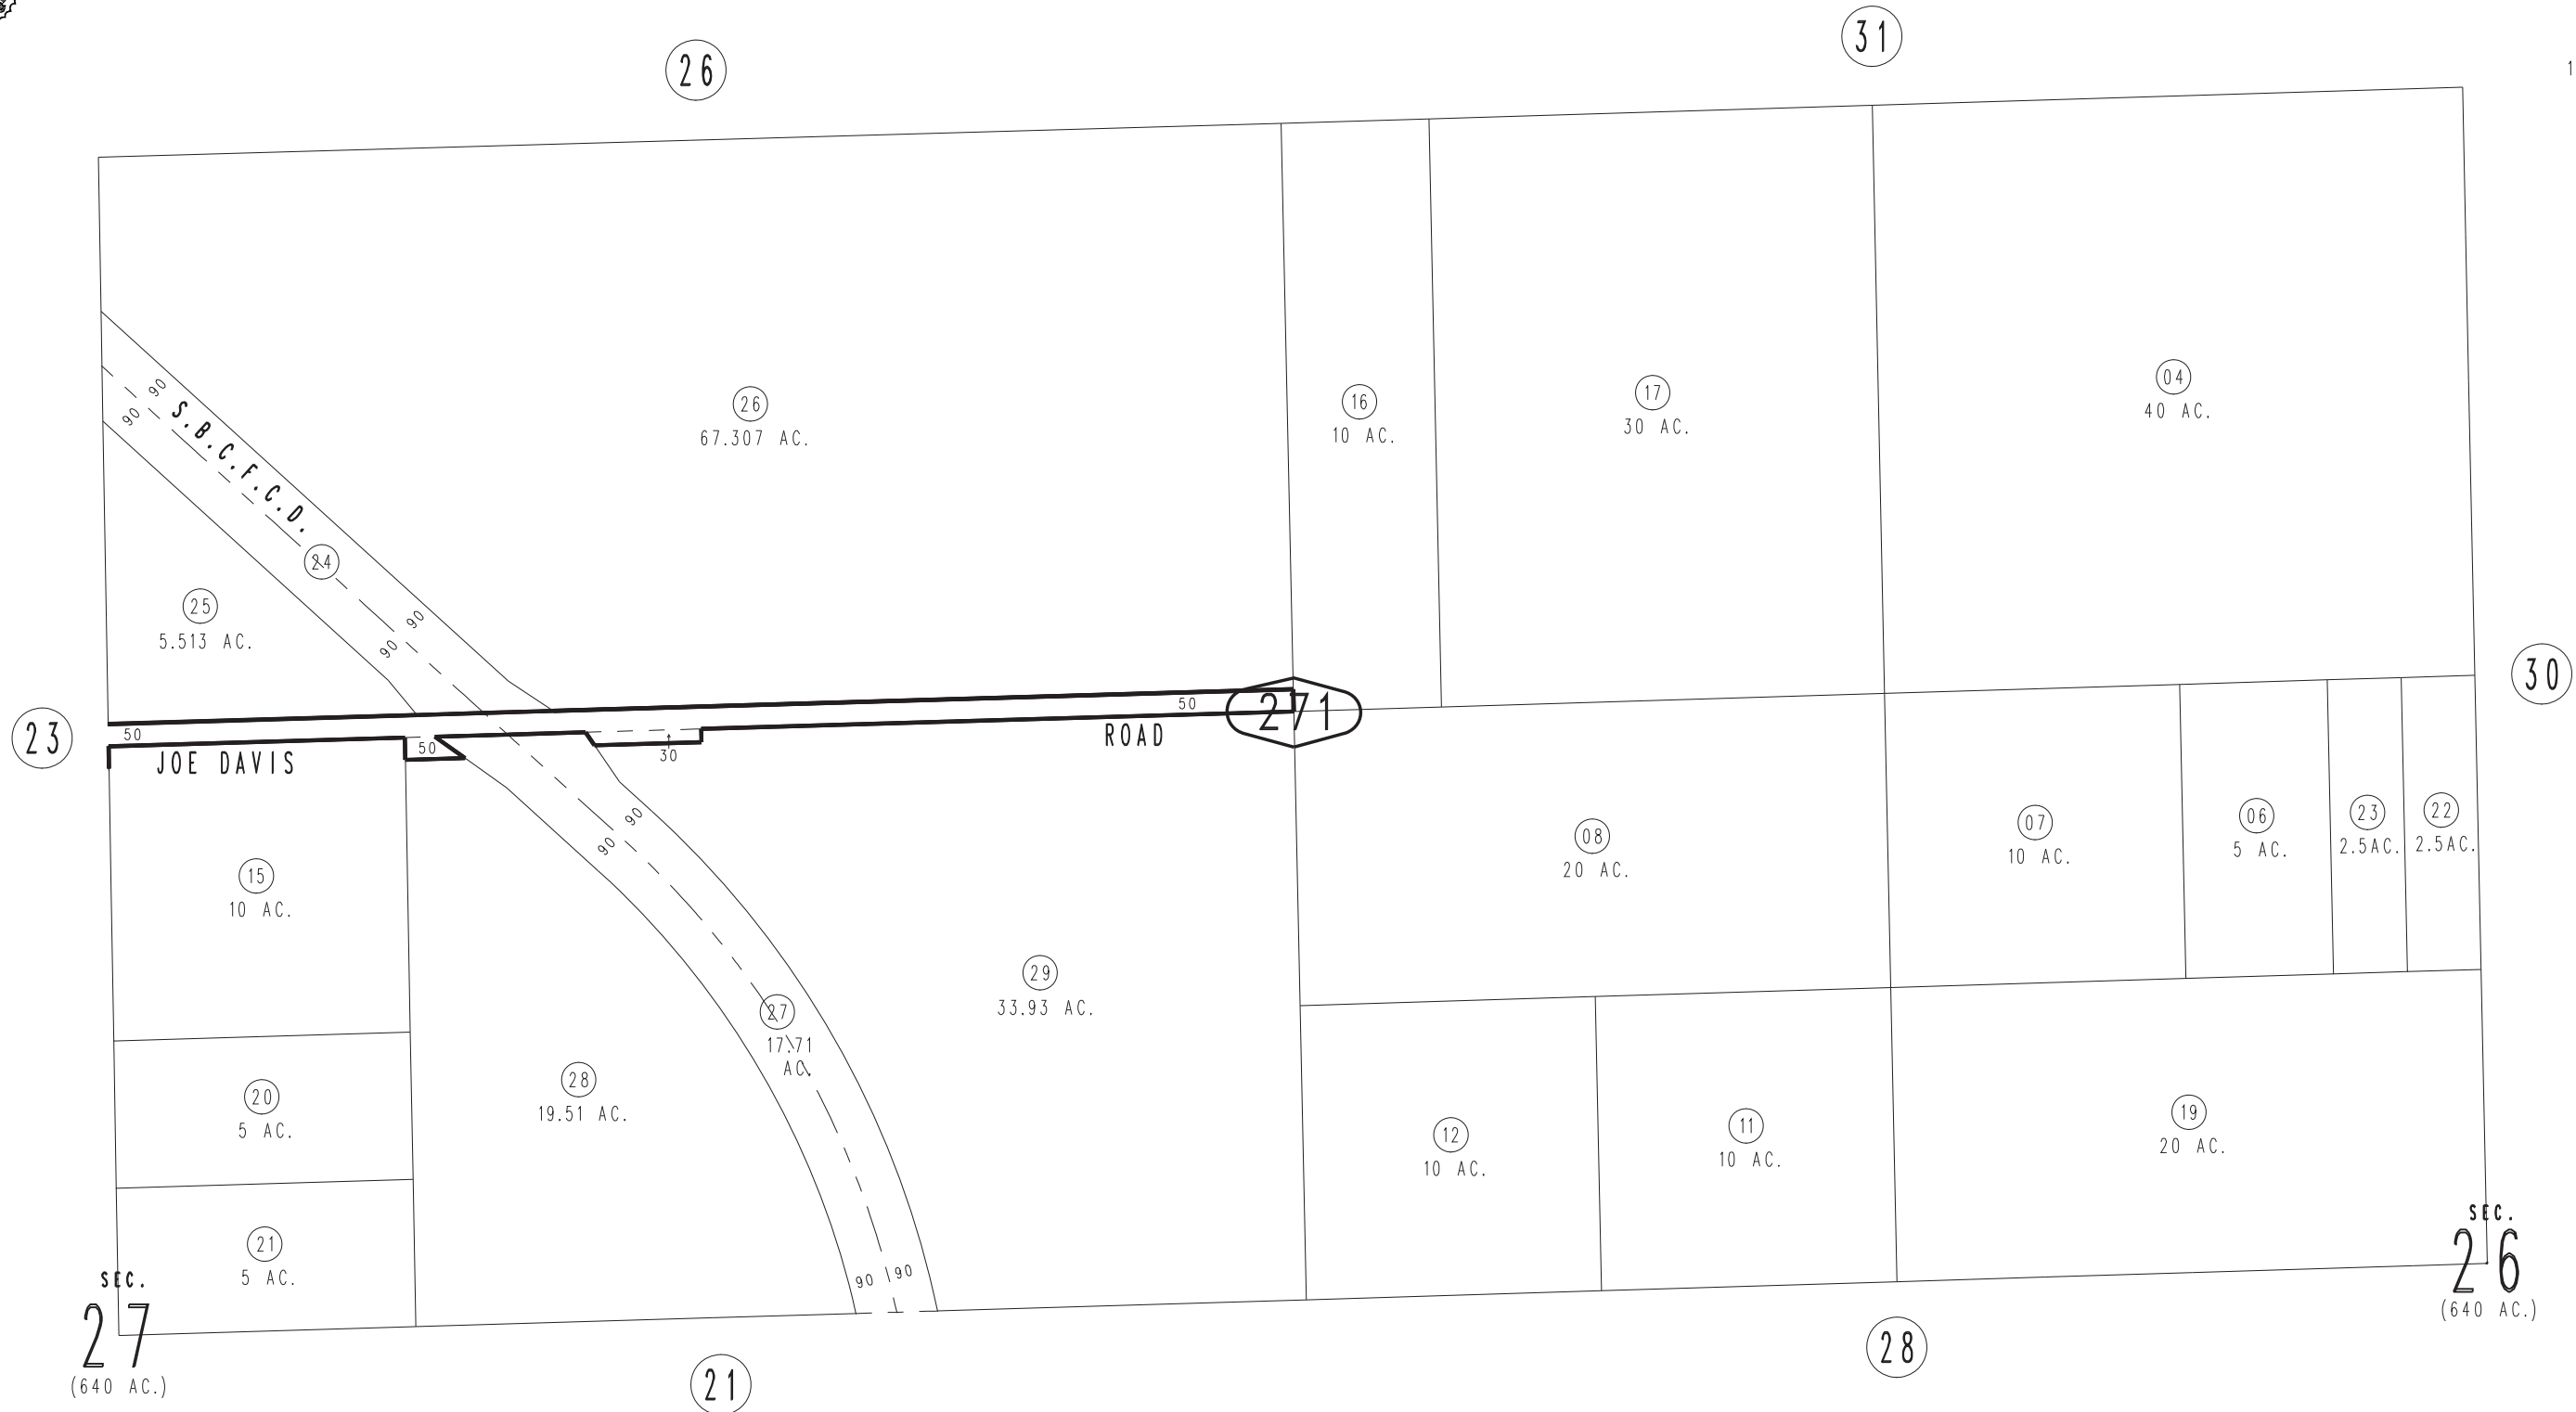 31
26
1
04
40 AC.
17
30 AC.
16
10 AC.
26
67.307 AC.
90
90
S.B.C.F.C.D.
24
25
5.513 AC.
90
90
30
23
50
50
271
50
30
ROAD
JOE DAVIS
90
90
22
2.5AC.
23
2.5AC.
06
5 AC.
07
10 AC.
08
20 AC.
15
10 AC.
29
33.93 AC.
27
17.71
AC.
28
19.51 AC.
20
5 AC.
12
10 AC.
11
10 AC.
19
20 AC.
21
5 AC.
90
90
SEC.
26
(640 AC.)
SEC.
27
(640 AC.)
28
21